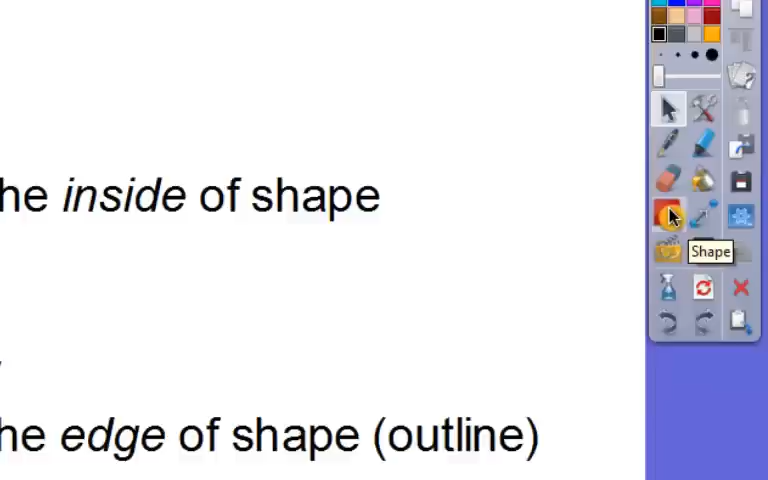 he inside of shape
Shape
he edge of shape (outline)